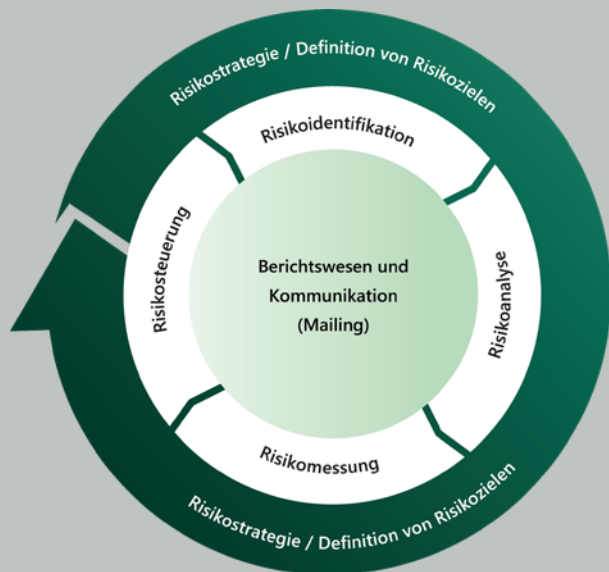 Risikostrategie / Definition von Risikozielen
Risikoidentifikation
Risikosteuerung
Berichtswesen und
Kommunikation
(Mailing)
Risikoanalyse
Risikomessung
Risikostrategie / Definition von Risikozielen